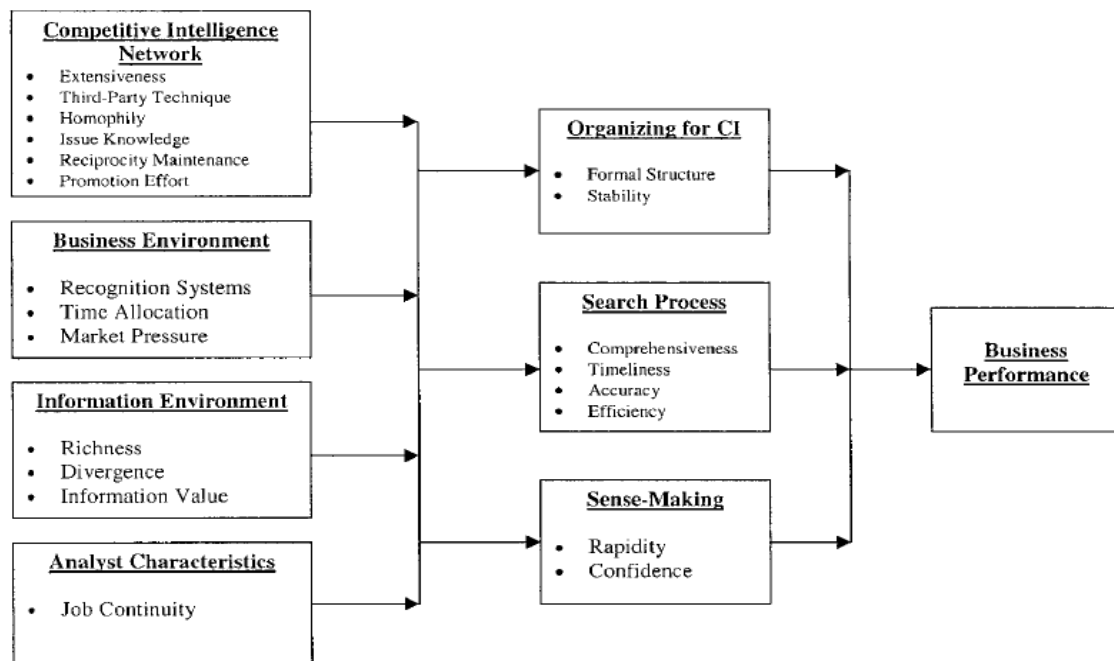 Competitive Intelligence
Network
• Extensiveness
• Third-Party Technique
• Homophily
• Issue Knowledge
• Reciprocity Maintenance
• Promotion Effort
Business Environment
• Recognition Systems
• Time Allocation
• Market Pressure
Information Environment
• Richness
• Divergence
• Information Value
Analyst Characteristics
• Job Continuity
Organizing for CI
• Formal Structure
• Stability
Search Process
• Comprehensiveness
• Timeliness
• Accuracy
• Efficiency
Sense-Making
• Rapidity
• Confidence
Business
Performance